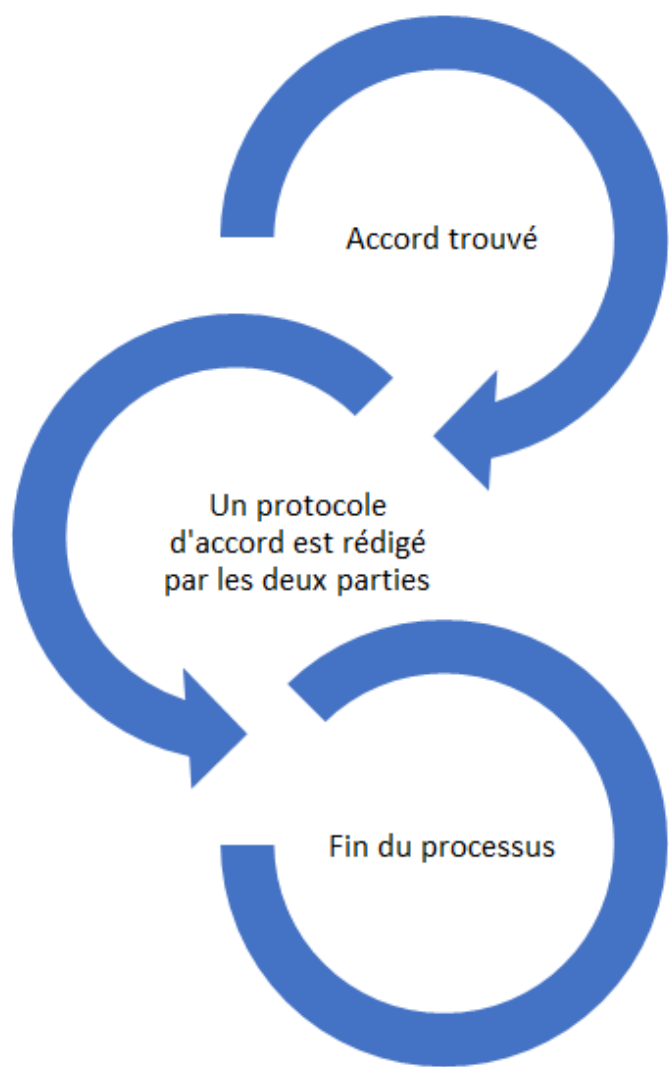 Accord trouvé
Un protocole
d'accord est rédigé
par les deux parties
Fin du processus